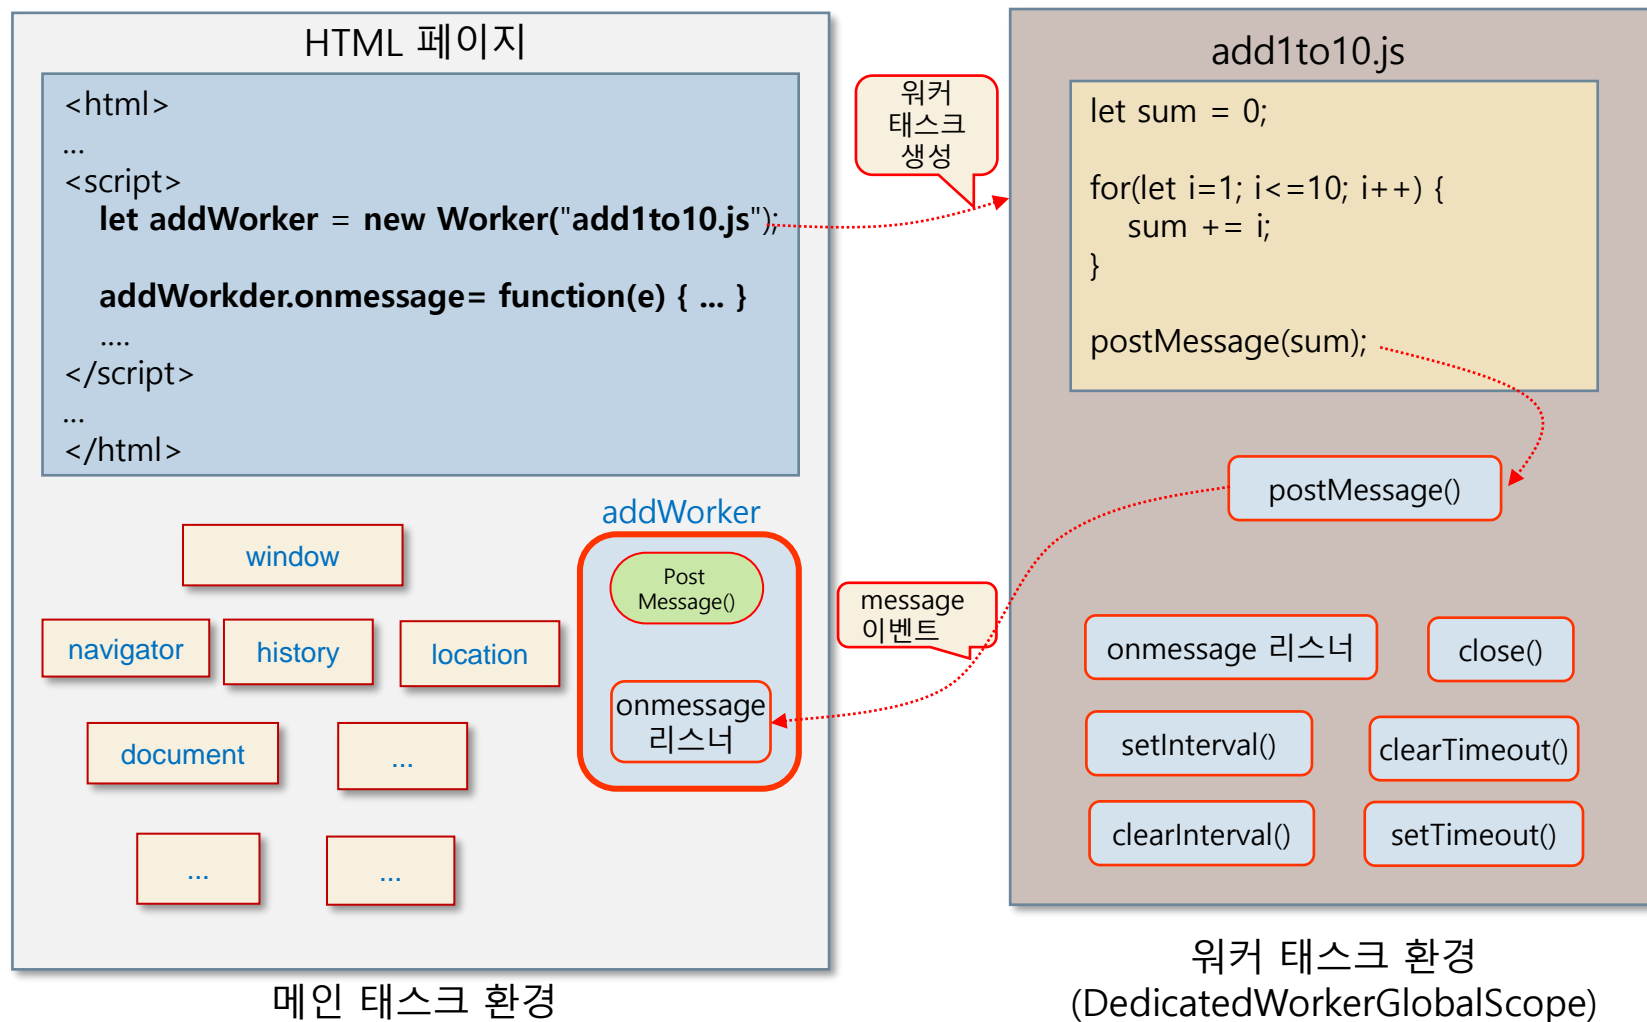 HTML 페이지
<html>
...
<script>
let addWorker = new Worker("add1to10.js");
addWorkder.onmessage= function(e) { ... }
....
</script>
...
</html>
워커
태스크
생성
add1to10.js
let sum = 0;
for(let i=1; i<=10; i++) {
sum += i;
}
postMessage(sum);
postMessage()
window
navigator
history
location
document
...
...
...
addWorker
Post
Message()
onmessage
리스너
message
이벤트
onmessage 리스너
close()
setInterval()
clearTimeout()
clearInterval()
setTimeout()
메인 태스크 환경
워커 태스크 환경
(DedicatedWorkerGlobalScope)